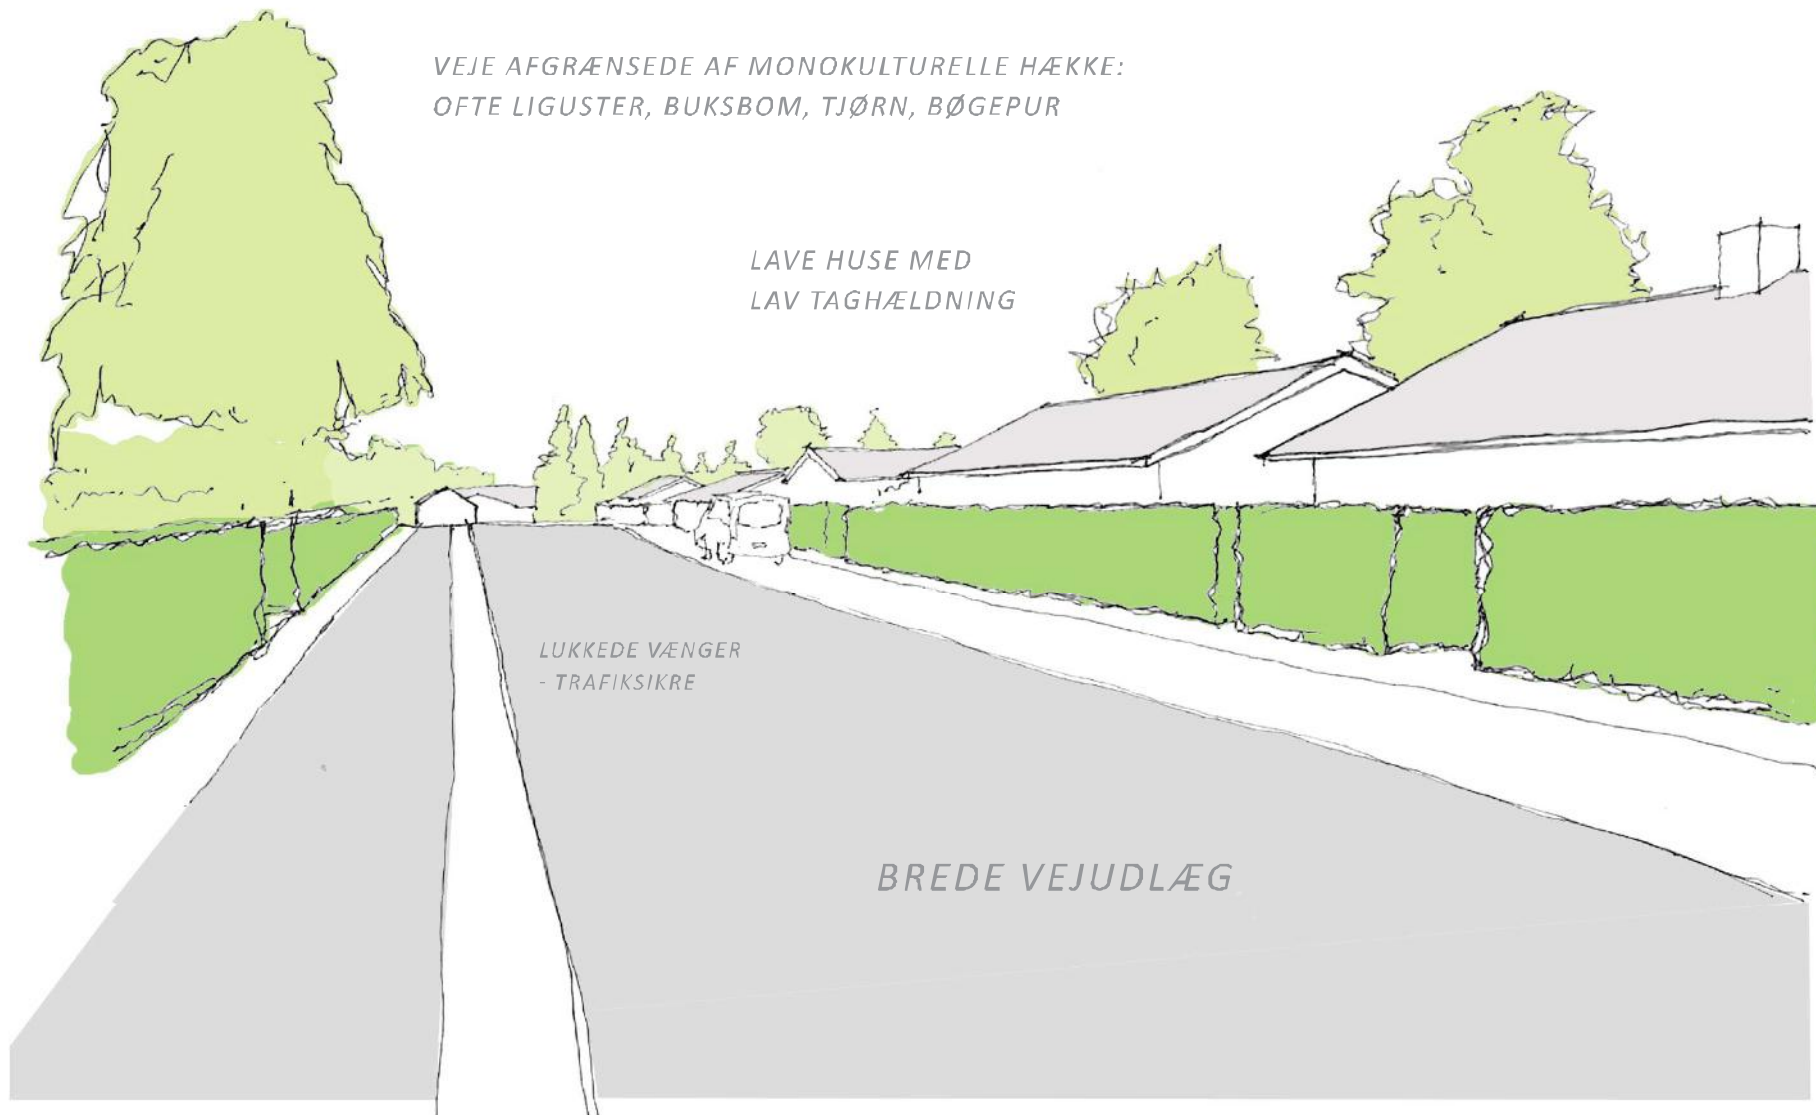 VEJE AFGRÆNSEDE AF MONOKULTURELLE HÆKKE:
OFTE LIGUSTER, BUKSBOM, TJØRN, BØGEPUR
LAVE HUSE MED
LAV TAGHÆLDNING
LUKKEDE VÆNGER
- TRAFIKSIKRE
BREDE VEJUDLÆG